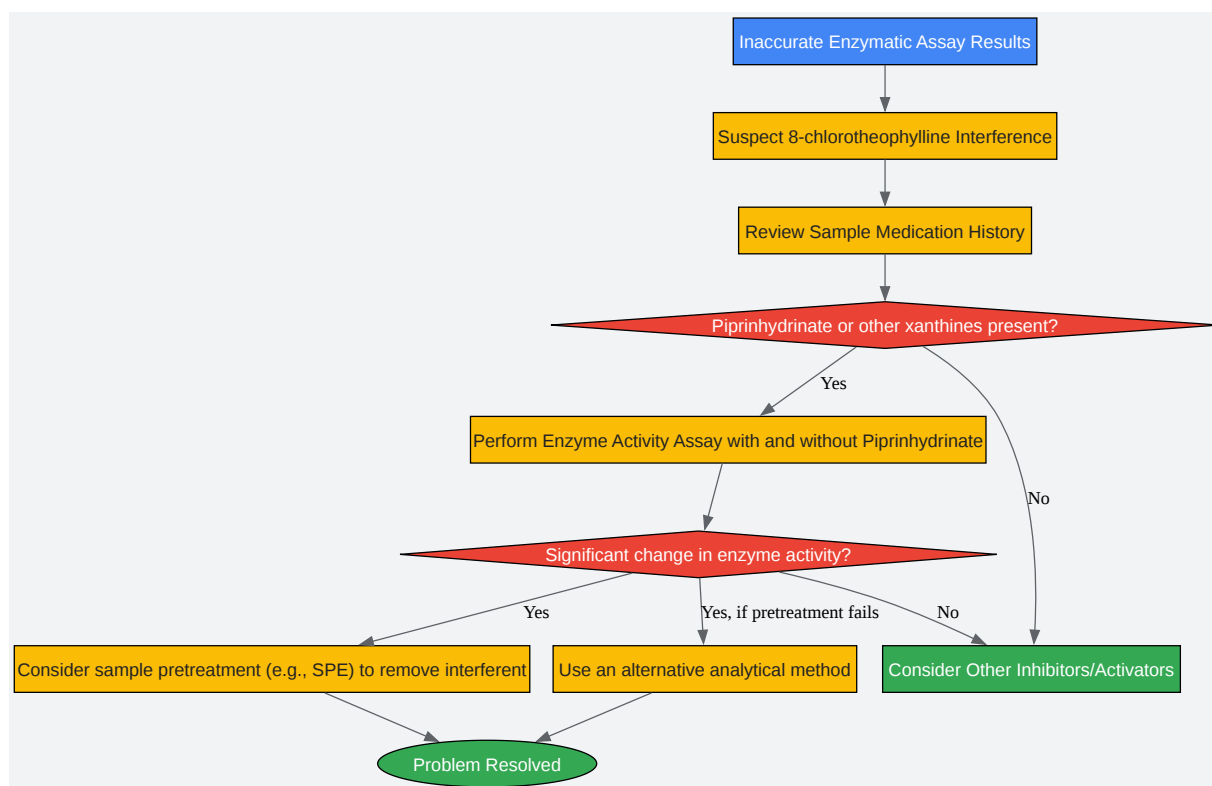 Inaccurate Enzymatic Assay Results
Suspect 8-chlorotheophylline Interference
Review Sample Medication History
Piprinhydrinate or other xanthines present?
Yes
Perform Enzyme Activity Assay with and without Piprinhydrinate
No
Significant change in enzyme activity?
Yes
Yes, if pretreatment fails
No
Consider sample pretreatment (e.g., SPE) to remove interferent
Use an alternative analytical method
Consider Other Inhibitors/Activators
Problem Resolved